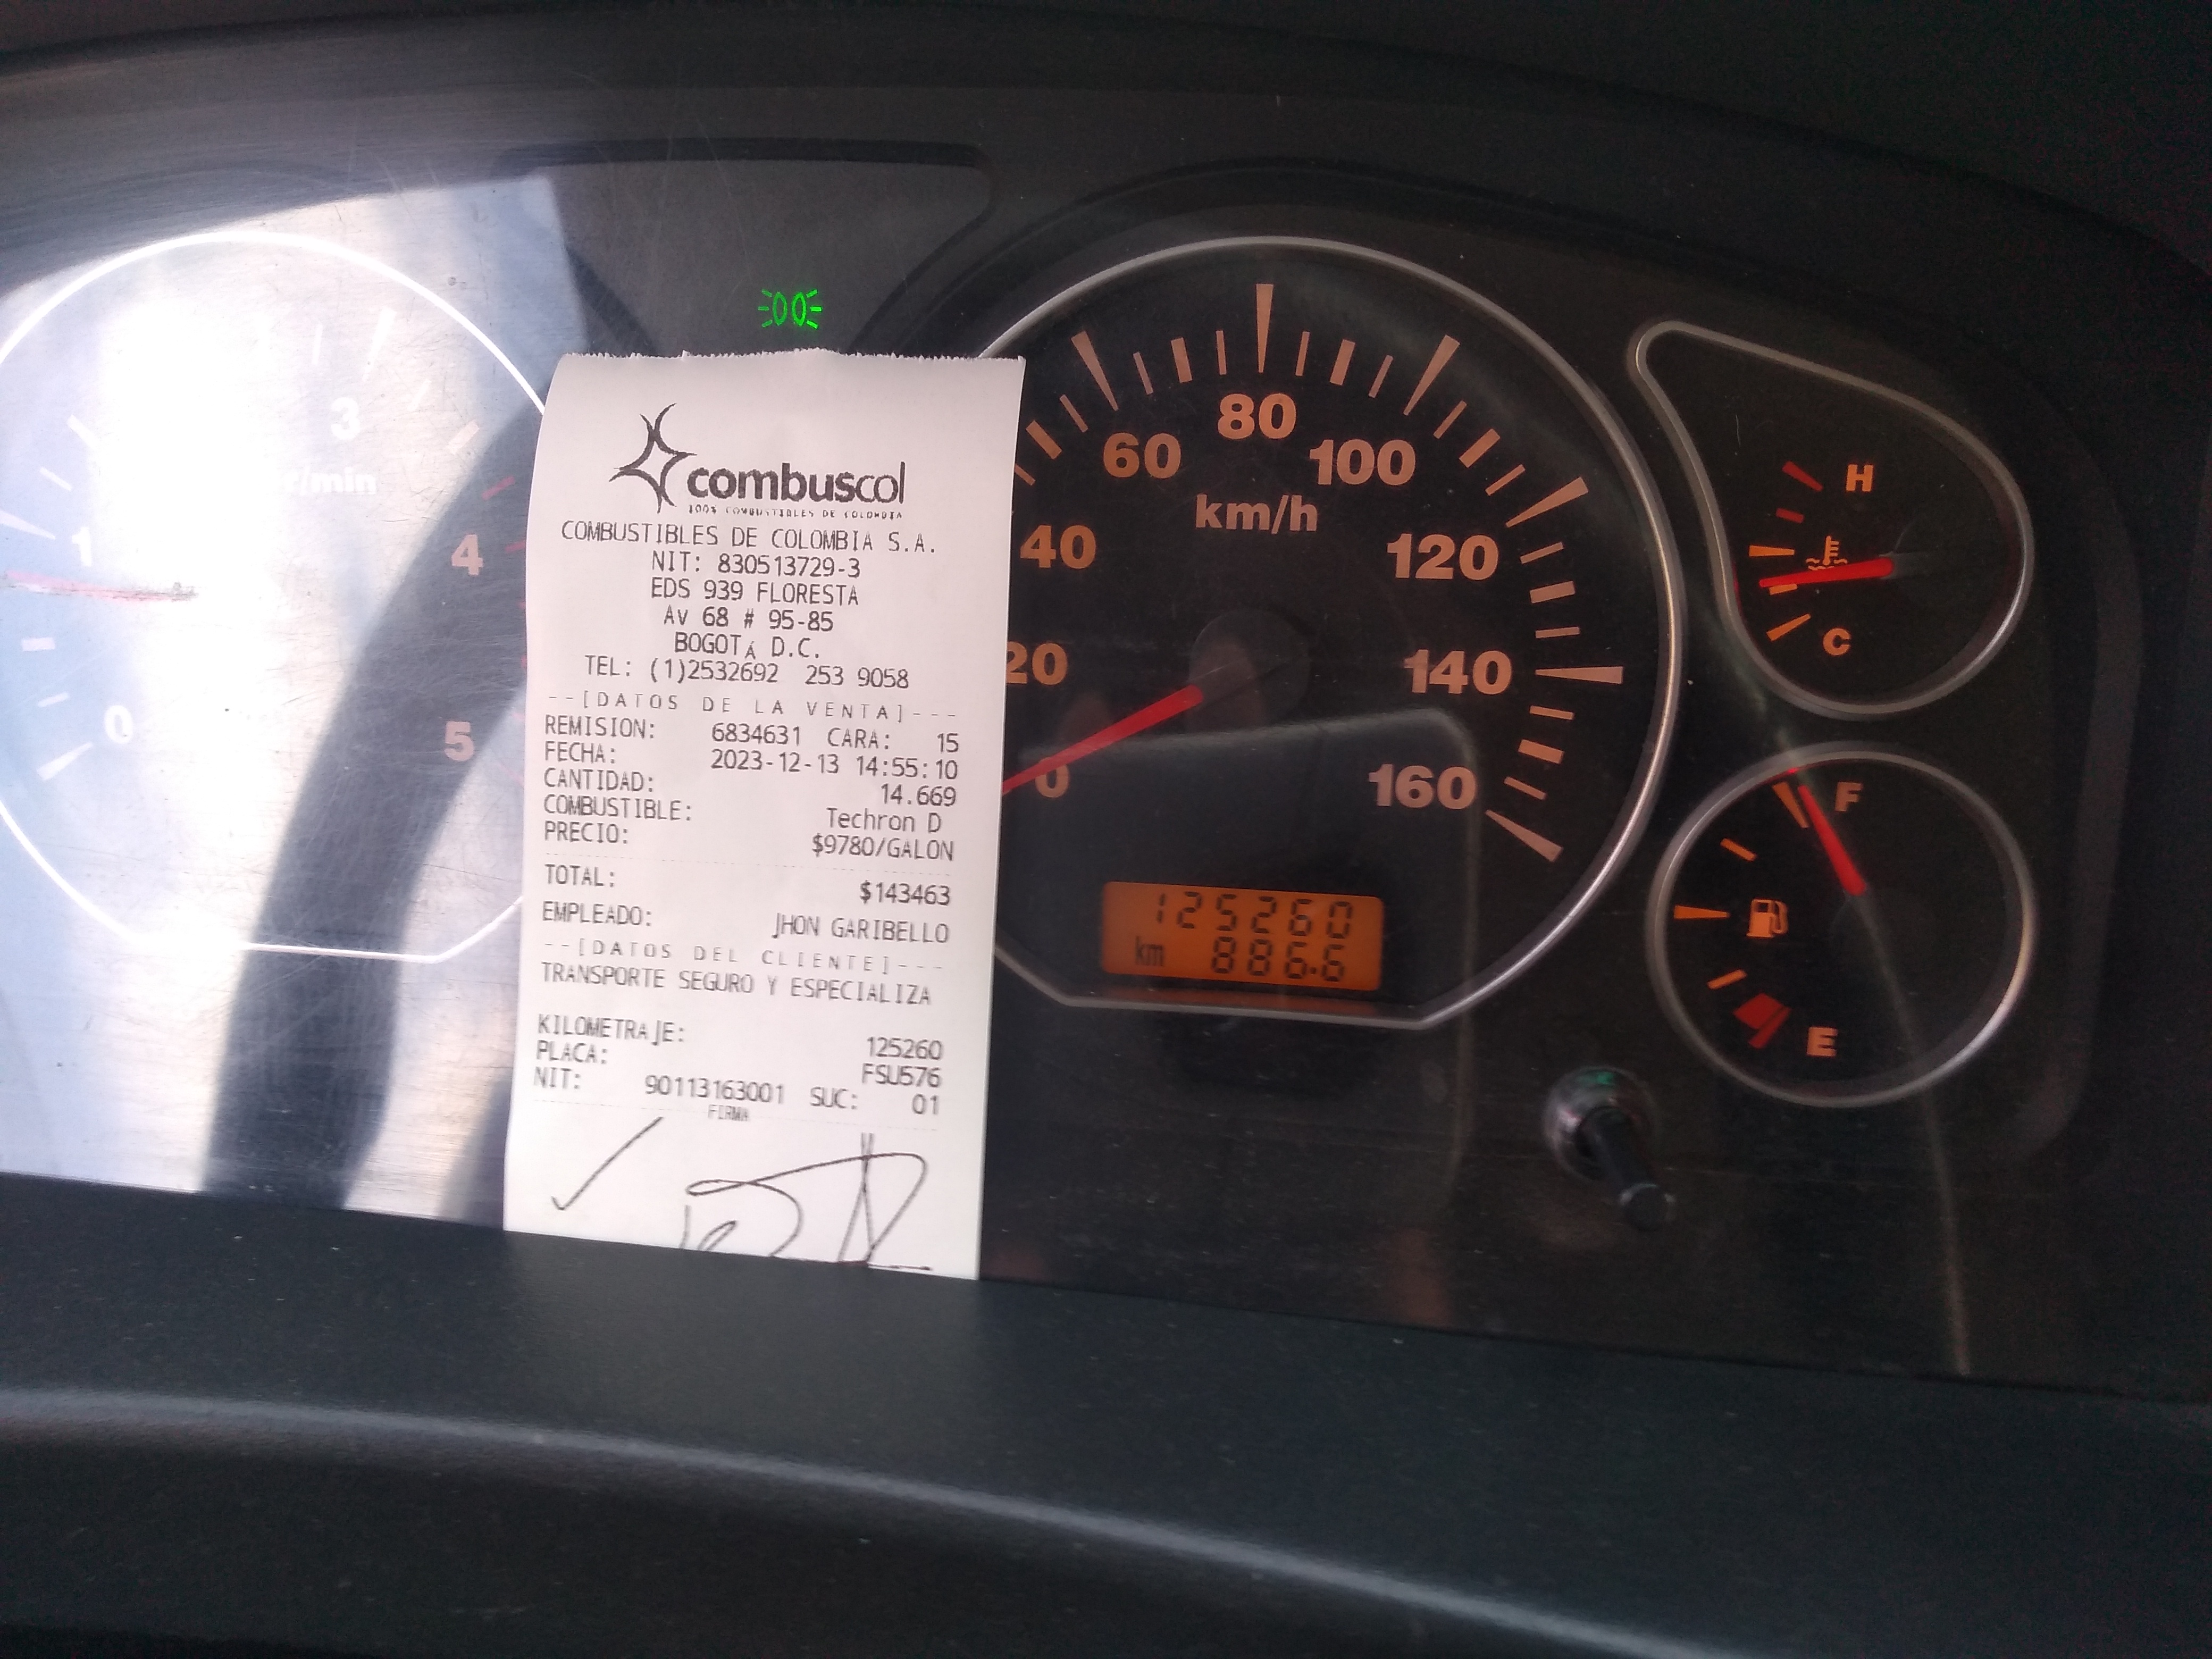 combuscol
100% COMBUSTIBLES DE COLOMBIA
COMBUSTIBLES DE COLOMBIA S.A.
NIT: 830513729-3
EDS 939 FLORESTA
Av 68 # 95-85
BOGOTÁ D.C.
TEL: (1)2532692 253 9058
--[DATOS DE LA VENTA]---
REMISION: 6834631 CARA: 15
FECHA: 2023-12-13 14:55:10
CANTIDAD: 14.669
COMBUSTIBLE: Techron D
PRECIO: $9780/GALON
TOTAL: $143463
EMPLEADO: JHON GARIBELLO
--[DATOS DEL CLIENTE]---
TRANSPORTE SEGURO Y ESPECIALIZA
KILOMETRAJE: 125260
PLACA: FSU576
NIT: 90113163001 SUC: 01
FIRMA
0
1
3
4
5
r/min
0
20
40
60
80
100
120
140
160
km/h
125260
km 886.6
H
C
F
E